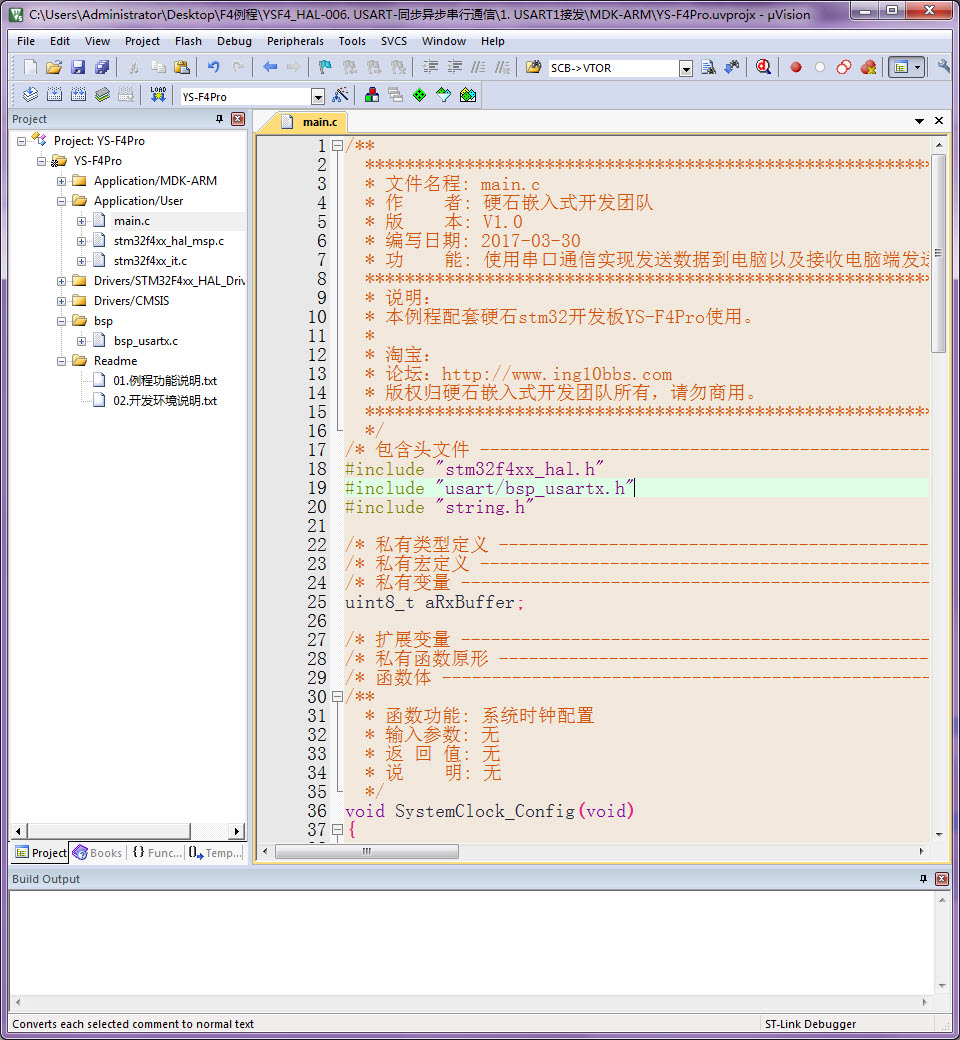 C:\Users\Administrator\Desktop\F4例程\YSF4_HAL-006. USART-同步异步串行通信\1. USART1接发\MDK-ARM\YS-F4Pro.uvprojx - µVision
File Edit View Project Flash Debug Peripherals Tools SVCS Window Help
SCB->VTOR
LOAD YS-F4Pro
Project
Project: YS-F4Pro
YS-F4Pro
Application/MDK-ARM
Application/User
main.c
stm32f4xx_hal_msp.c
stm32f4xx_it.c
Drivers/STM32F4xx_HAL_Driv
Drivers/CMSIS
bsp
bsp_usartx.c
Readme
01.例程功能说明.txt
02.开发环境说明.txt
Project Books {} Func... Temp...
main.c
1 /**
2 ************************************************************
3 * 文件名程: main.c
4 * 作    者: 硬石嵌入式开发团队
5 * 版    本: V1.0
6 * 编写日期: 2017-03-30
7 * 功    能: 使用串口通信实现发送数据到电脑以及接收电脑端发送
8 ************************************************************
9 * 说明：
10 * 本例程配套硬石stm32开发板YS-F4Pro使用。
11 *
12 * 淘宝：
13 * 论坛：http://www.ing10bbs.com
14 * 版权归硬石嵌入式开发团队所有，请勿商用。
15 ************************************************************
16 */
17 /* 包含头文件 ----------------------------------------------
18 #include "stm32f4xx_hal.h"
19 #include "usart/bsp_usartx.h"
20 #include "string.h"
21
22 /* 私有类型定义 --------------------------------------------
23 /* 私有宏定义 ----------------------------------------------
24 /* 私有变量 ------------------------------------------------
25 uint8_t aRxBuffer;
26
27 /* 扩展变量 ------------------------------------------------
28 /* 私有函数原形 --------------------------------------------
29 /* 函数体 --------------------------------------------------
30 /**
31 * 函数功能: 系统时钟配置
32 * 输入参数: 无
33 * 返 回 值: 无
34 * 说    明: 无
35 */
36 void SystemClock_Config(void)
37 {
Build Output
Converts each selected comment to normal text ST-Link Debugger